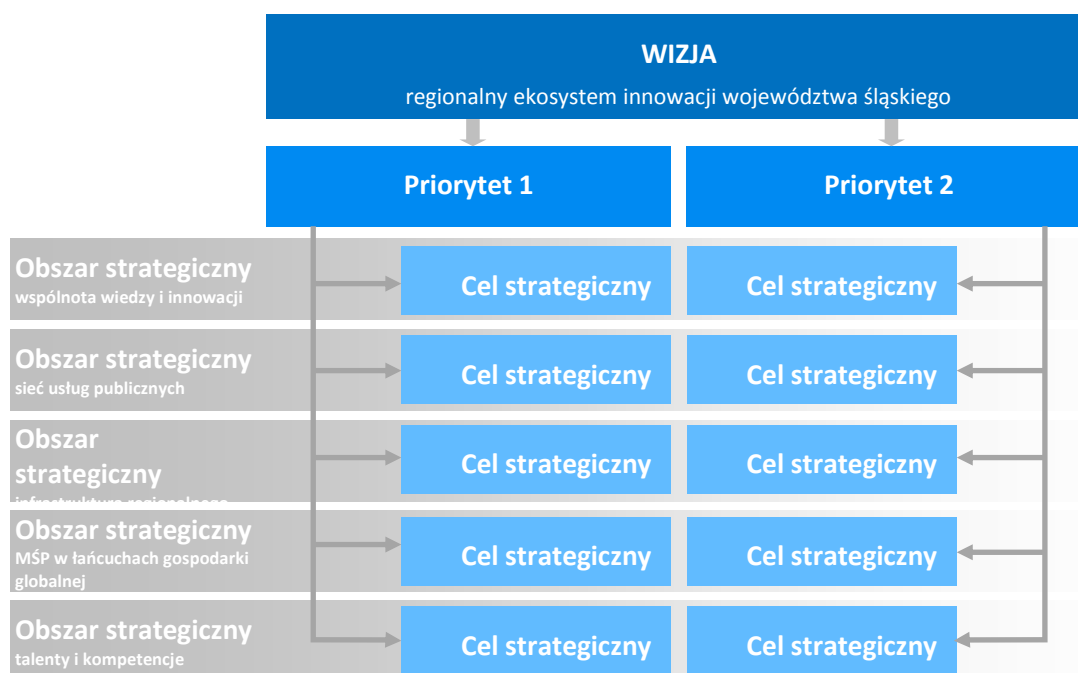 WIZJA
regionalny ekosystem innowacji województwa śląskiego
Priorytet 1
Priorytet 2
Obszar strategiczny
wspólnota wiedzy i innowacji
Cel strategiczny
Cel strategiczny
Obszar strategiczny
sieć usług publicznych
Cel strategiczny
Cel strategiczny
Obszar
strategiczny
infrastruktura regionalnego
Cel strategiczny
Cel strategiczny
Obszar strategiczny
MŚP w łańcuchach gospodarki
globalnej
Cel strategiczny
Cel strategiczny
Obszar strategiczny
talenty i kompetencje
Cel strategiczny
Cel strategiczny